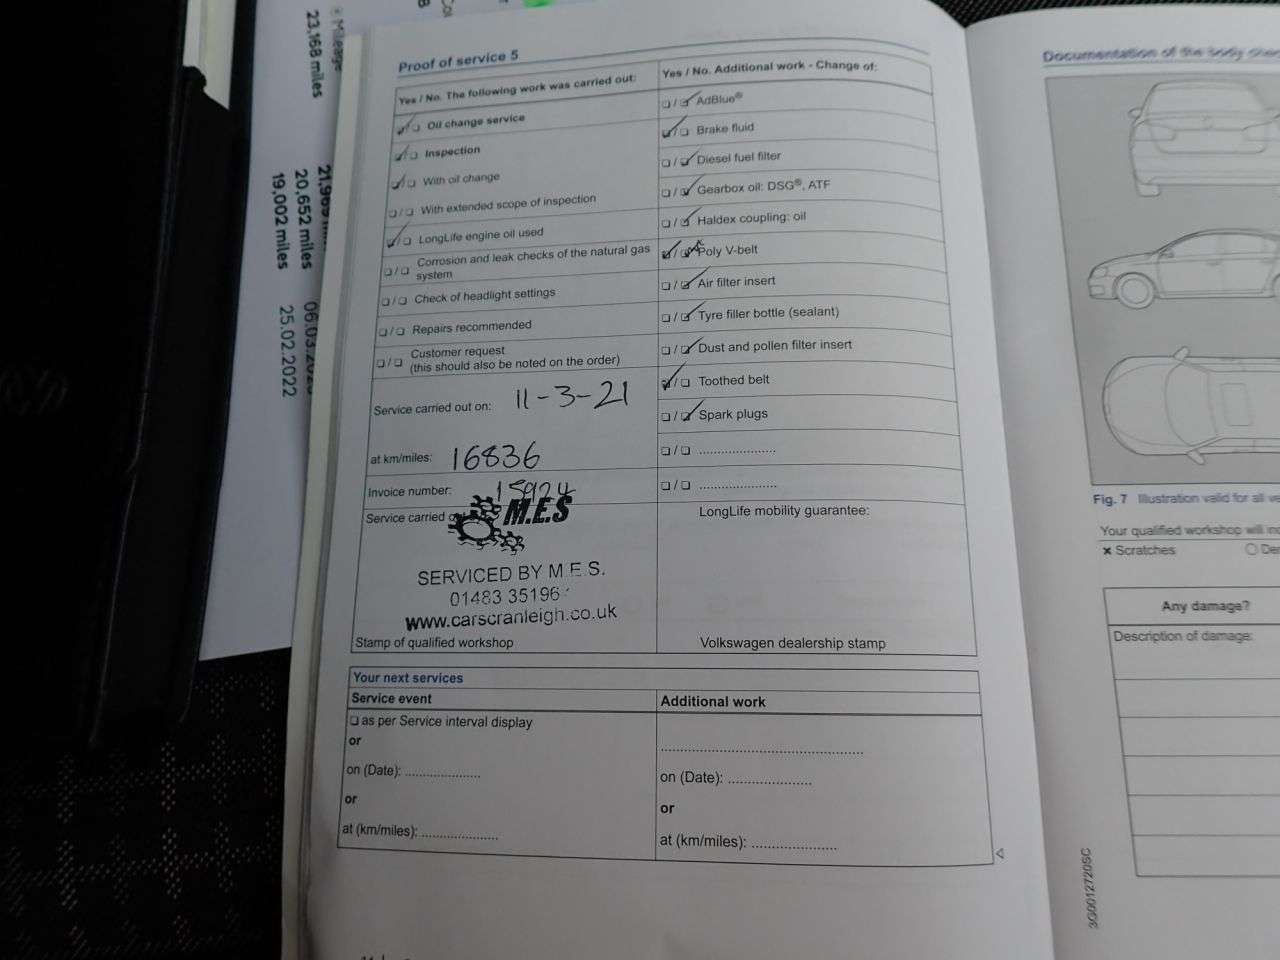 Mileage
23,168 miles
20,652 miles
19,002 miles
25.02.2022
Proof of service 5
Yes / No. The following work was carried out:
Oil change service
Inspection
With oil change
With extended scope of inspection
LongLife engine oil used
Corrosion and leak checks of the natural gas
system
Check of headlight settings
Repairs recommended
Customer request
(this should also be noted on the order)
Service carried out on: 11-3-21
at km/miles: 16836
Invoice number: 15924
Service carried
M.E.S
SERVICED BY M.E.S.
01483 35196
www.carscranleigh.co.uk
Stamp of qualified workshop
Yes / No. Additional work - Change of:
AdBlue®
Brake fluid
Diesel fuel filter
Gearbox oil: DSG®, ATF
Haldex coupling: oil
Poly V-belt
Air filter insert
Tyre filler bottle (sealant)
Dust and pollen filter insert
Toothed belt
Spark plugs
LongLife mobility guarantee:
Volkswagen dealership stamp
Your next services
Service event
as per Service interval display
or
on (Date): ....................
or
at (km/miles): ....................
Additional work
on (Date): ....................
or
at (km/miles): ....................
Documentation of the body
Fig. 7 Illustration valid for all
Your qualified workshop will
× Scratches
Any damage?
Description of damage:
3G0012720SC